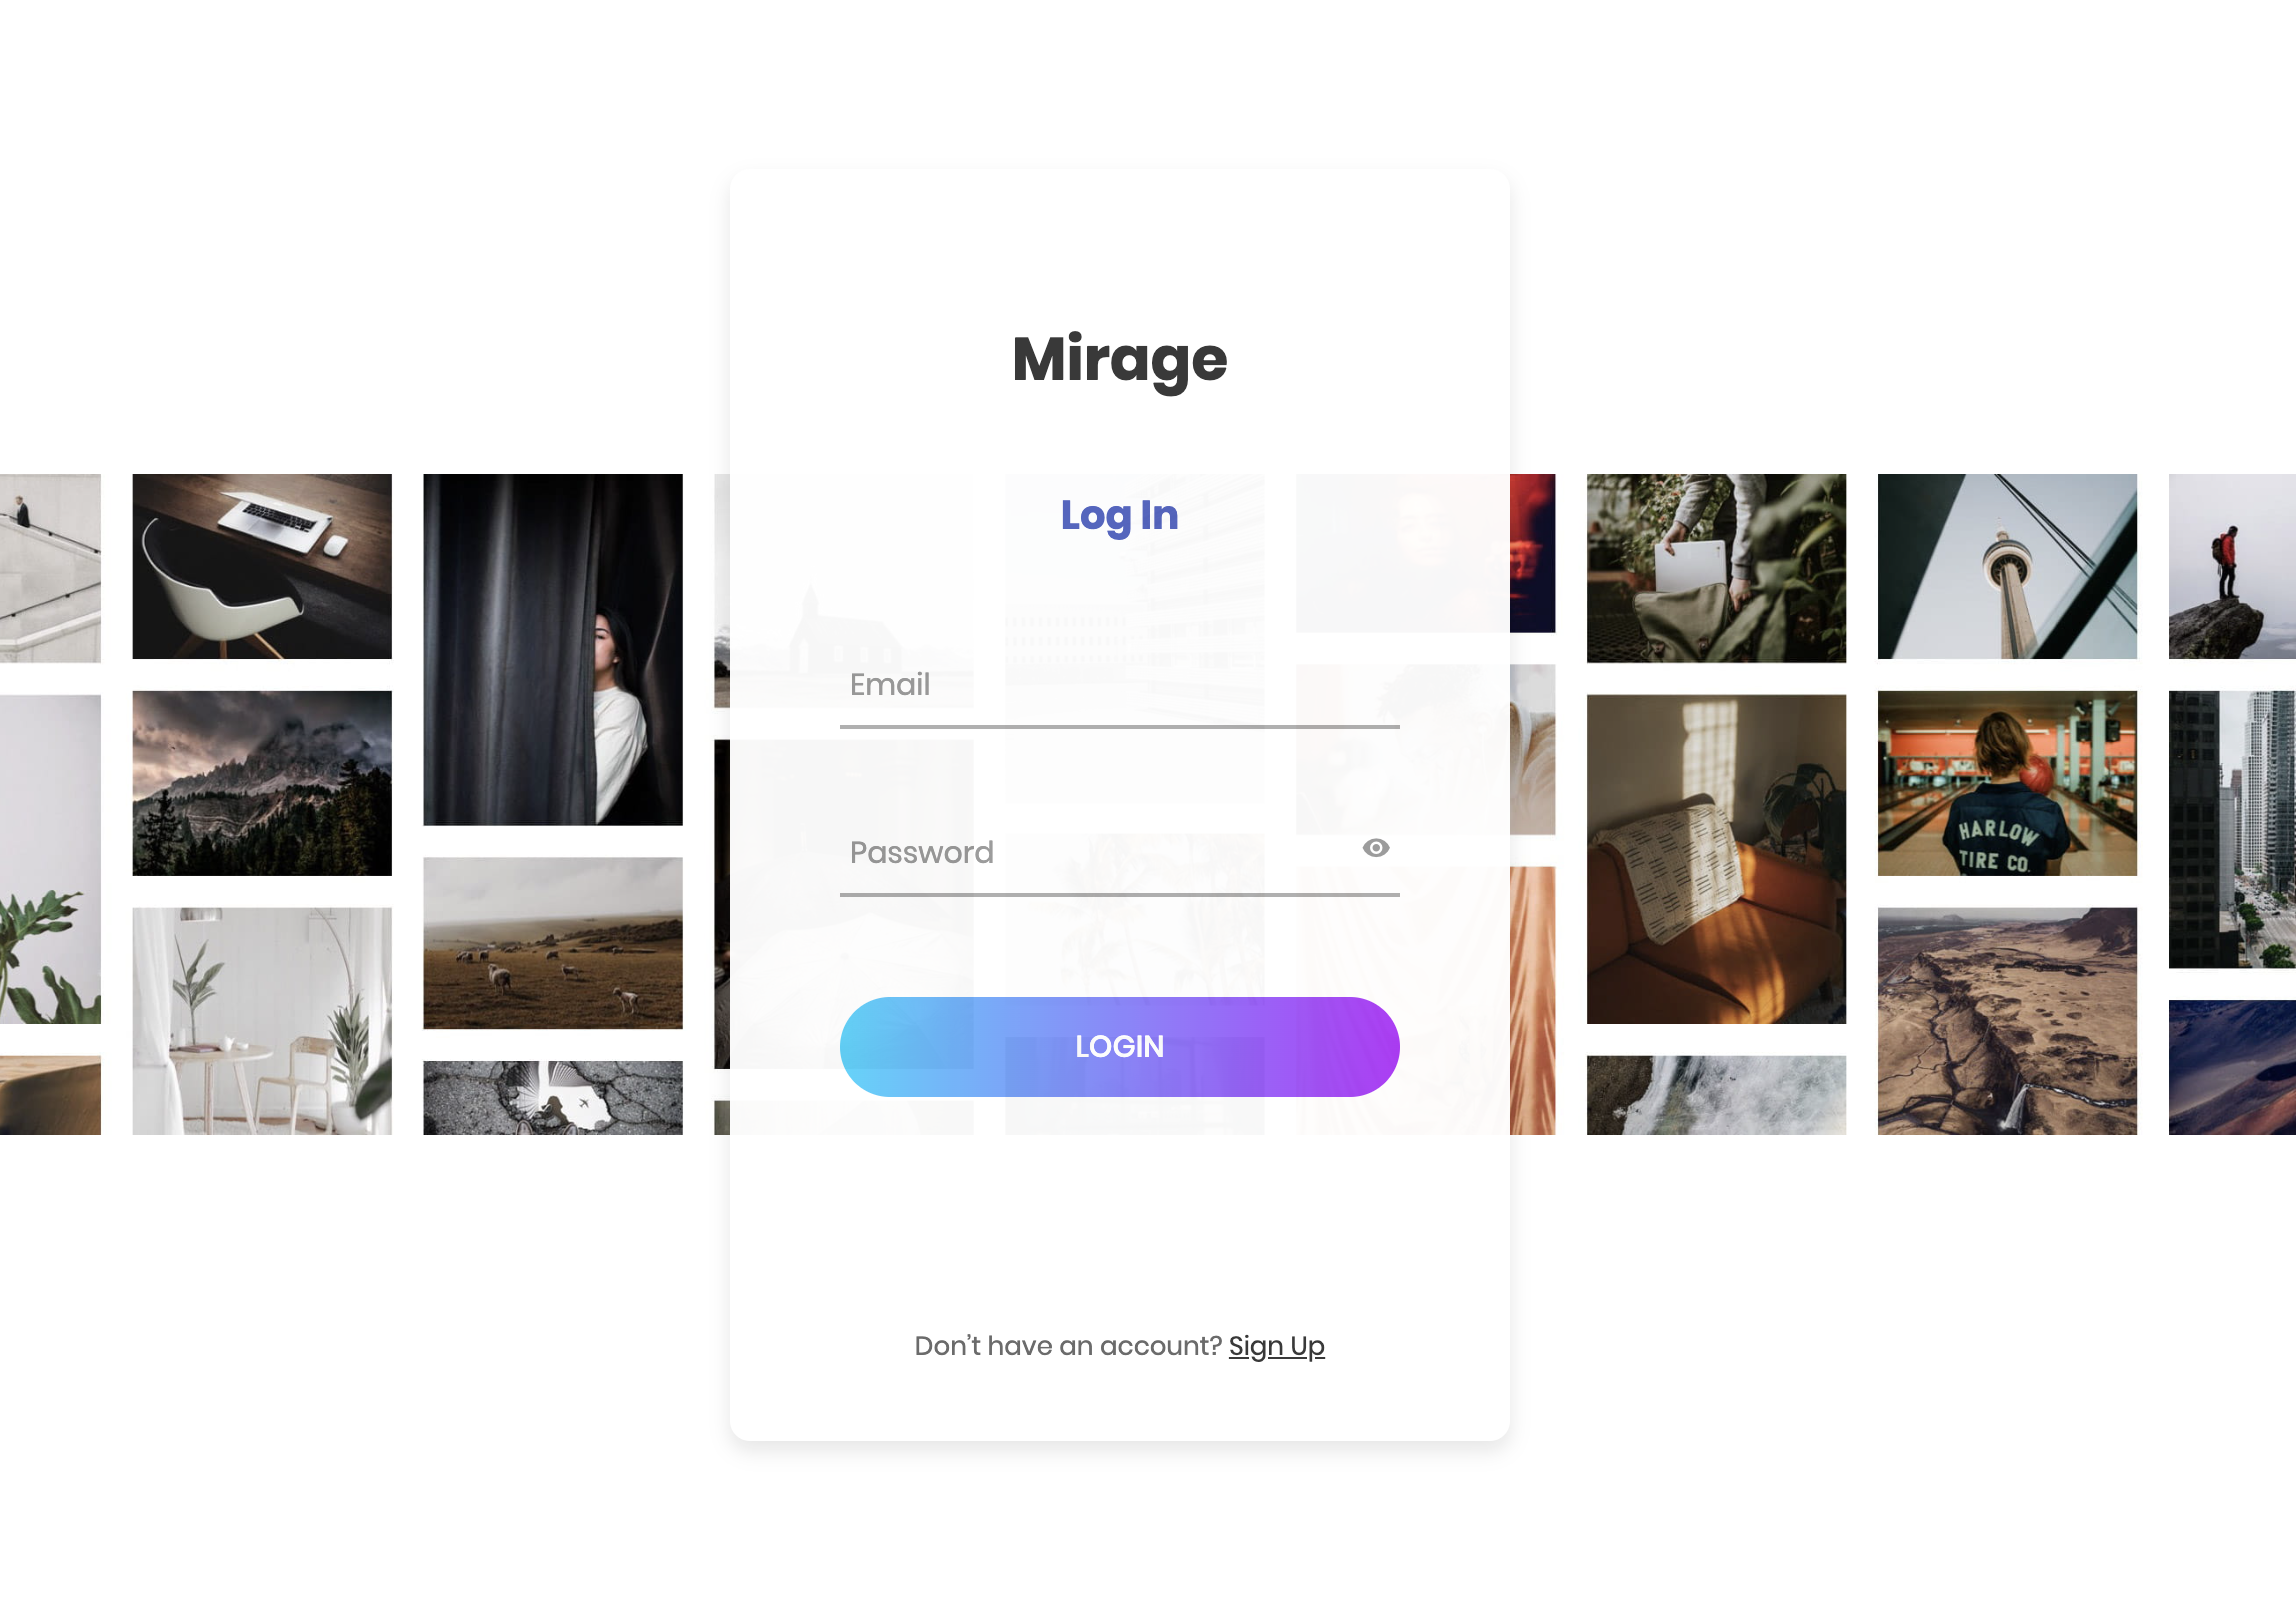 Mirage
Log In
Email
Password
HARLOW
TIRE CO.
LOGIN
Don't have an account? Sign Up